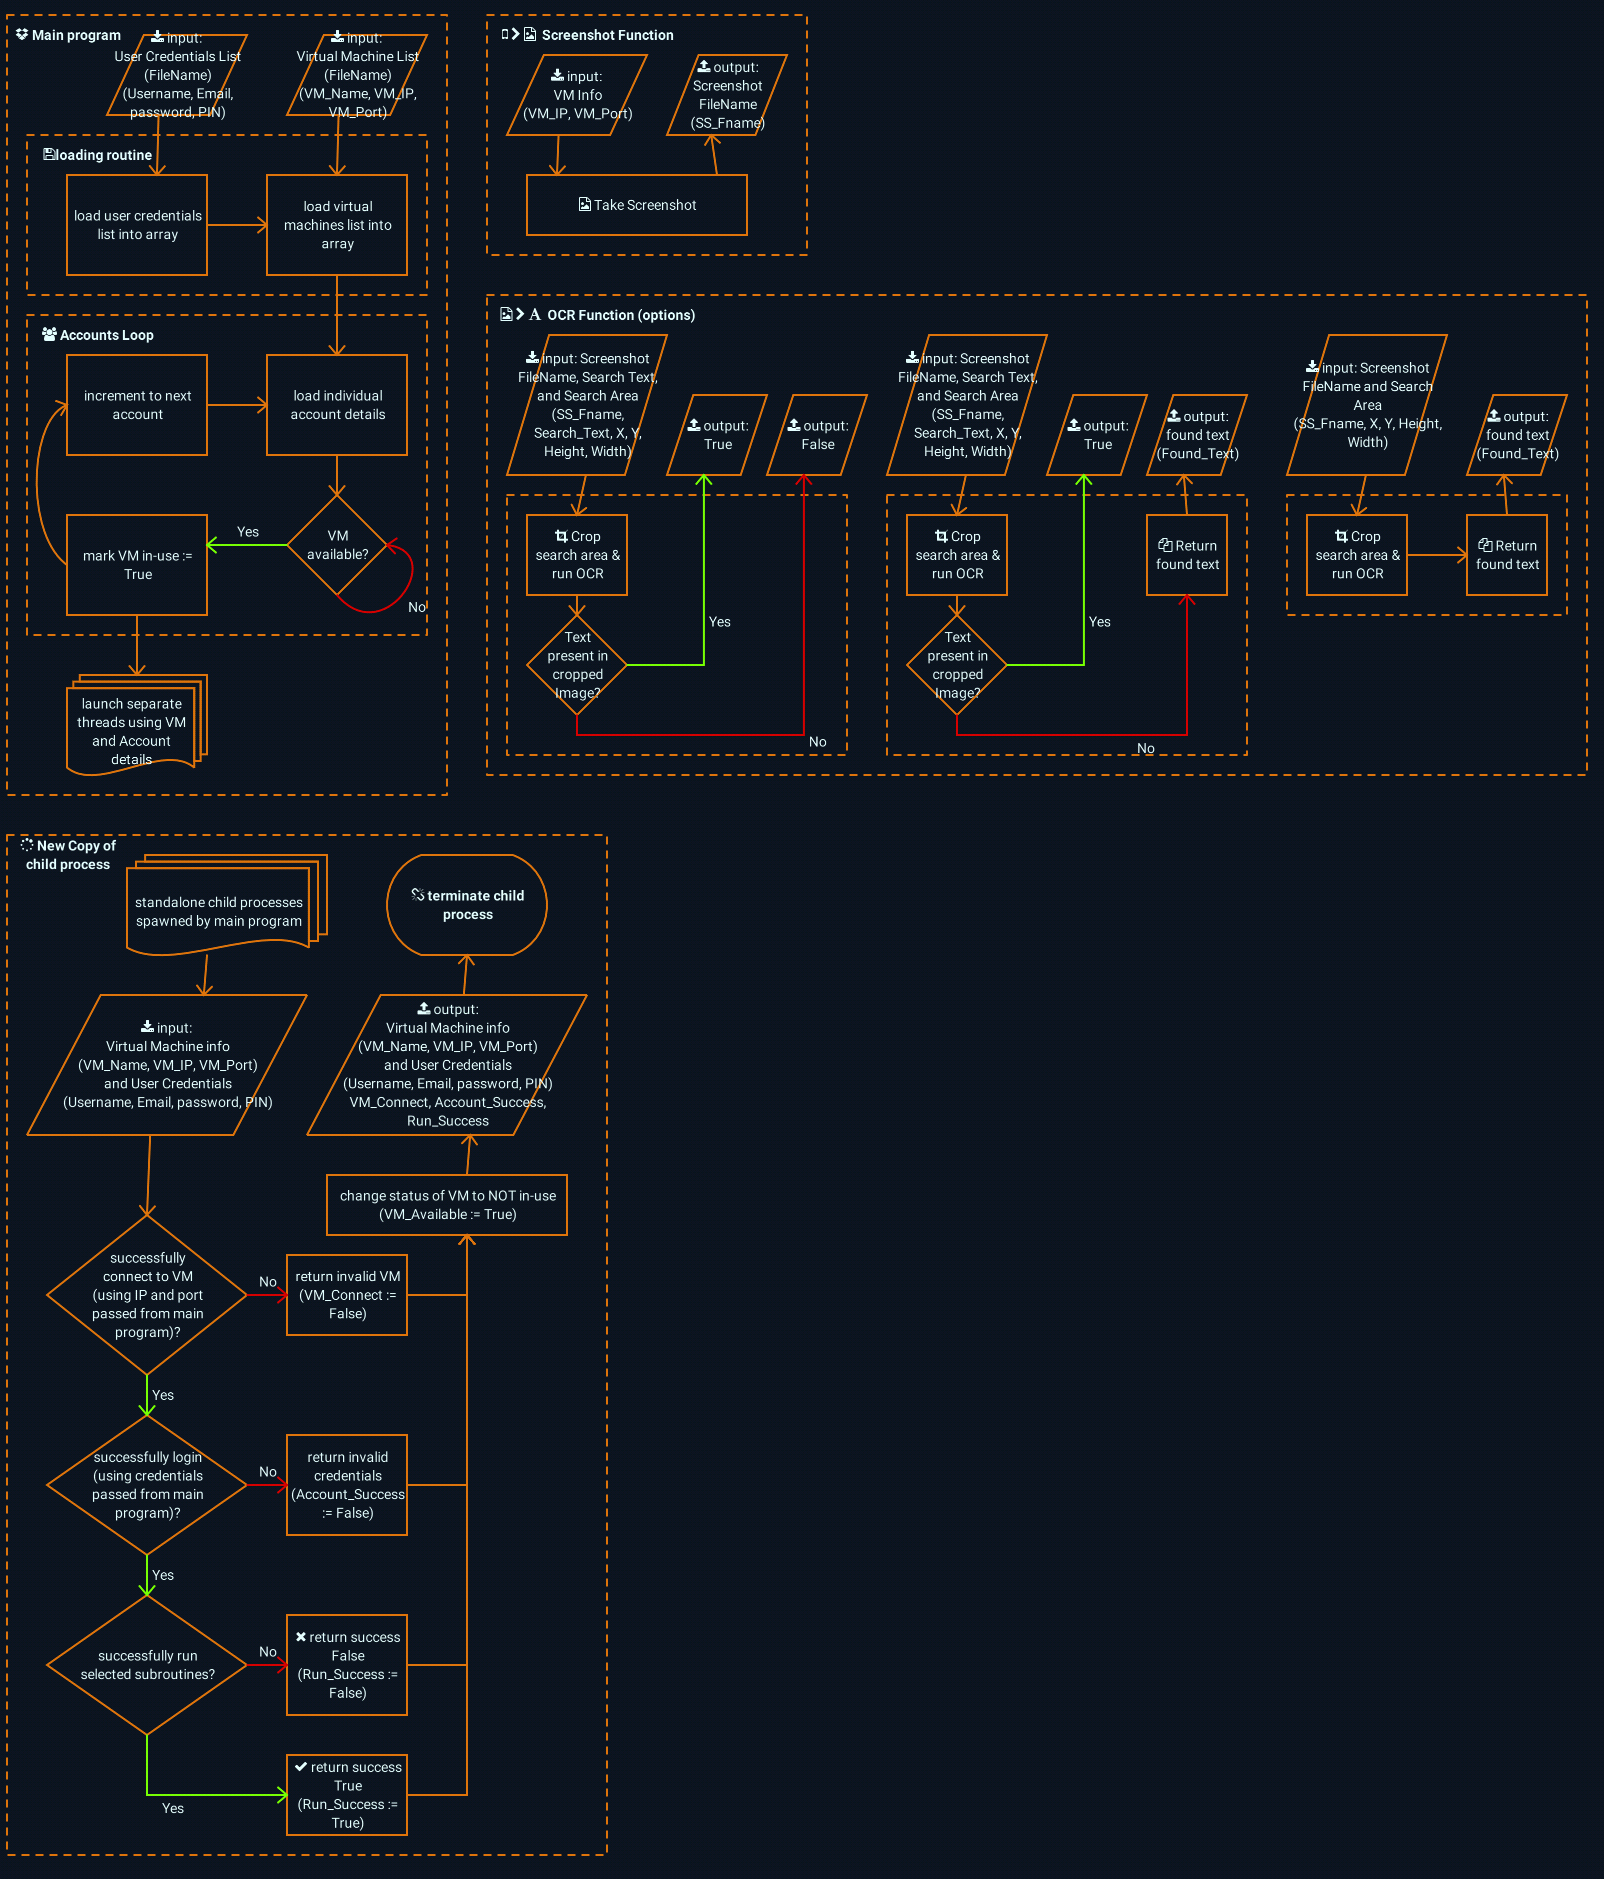 Main program
input:
User Credentials List
(FileName)
(Username, Email,
password, PIN)
input:
Virtual Machine List
(FileName)
(VM_Name, VM_IP,
VM_Port)
loading routine
load user credentials
list into array
load virtual
machines list into
array
Accounts Loop
increment to next
account
load individual
account details
mark VM in-use :=
True
Yes
VM
available?
No
launch separate
threads using VM
and Account
details
Screenshot Function
input:
VM Info
(VM_IP, VM_Port)
output:
Screenshot
FileName
(SS_Fname)
Take Screenshot
A OCR Function (options)
input: Screenshot
FileName, Search Text,
and Search Area
(SS_Fname,
Search_Text, X, Y,
Height, Width)
output:
True
output:
False
Crop
search area &
run OCR
Text
present in
cropped
Image?
Yes
No
input: Screenshot
FileName, Search Text,
and Search Area
(SS_Fname,
Search_Text, X, Y,
Height, Width)
output:
True
output:
found text
(Found_Text)
Crop
search area &
run OCR
Return
found text
Text
present in
cropped
Image?
Yes
No
input: Screenshot
FileName and Search
Area
(SS_Fname, X, Y, Height,
Width)
output:
found text
(Found_Text)
Crop
search area &
run OCR
Return
found text
New Copy of
child process
standalone child processes
spawned by main program
terminate child
process
input:
Virtual Machine info
(VM_Name, VM_IP, VM_Port)
and User Credentials
(Username, Email, password, PIN)
output:
Virtual Machine info
(VM_Name, VM_IP, VM_Port)
and User Credentials
(Username, Email, password, PIN)
VM_Connect, Account_Success,
Run_Success
change status of VM to NOT in-use
(VM_Available := True)
successfully
connect to VM
(using IP and port
passed from main
program)?
No
return invalid VM
(VM_Connect :=
False)
Yes
successfully login
(using credentials
passed from main
program)?
No
return invalid
credentials
(Account_Success
:= False)
Yes
successfully run
selected subroutines?
No
return success
False
(Run_Success :=
False)
Yes
return success
True
(Run_Success :=
True)